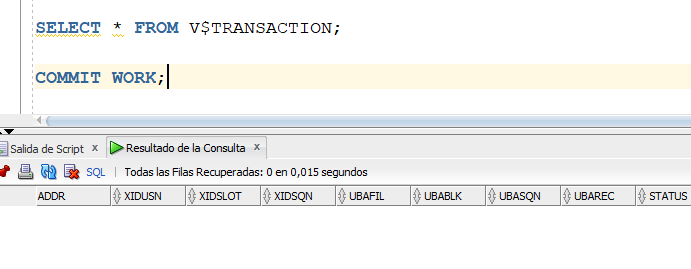 SELECT * FROM V$TRANSACTION;
COMMIT WORK;
Salida de Script x Resultado de la Consulta x
SQL | Todas las Filas Recuperadas: 0 en 0,015 segundos
ADDR XIDUSN XIDSLOT XIDSQN UBAFIL UBABLK UBASQN UBAREC STATUS